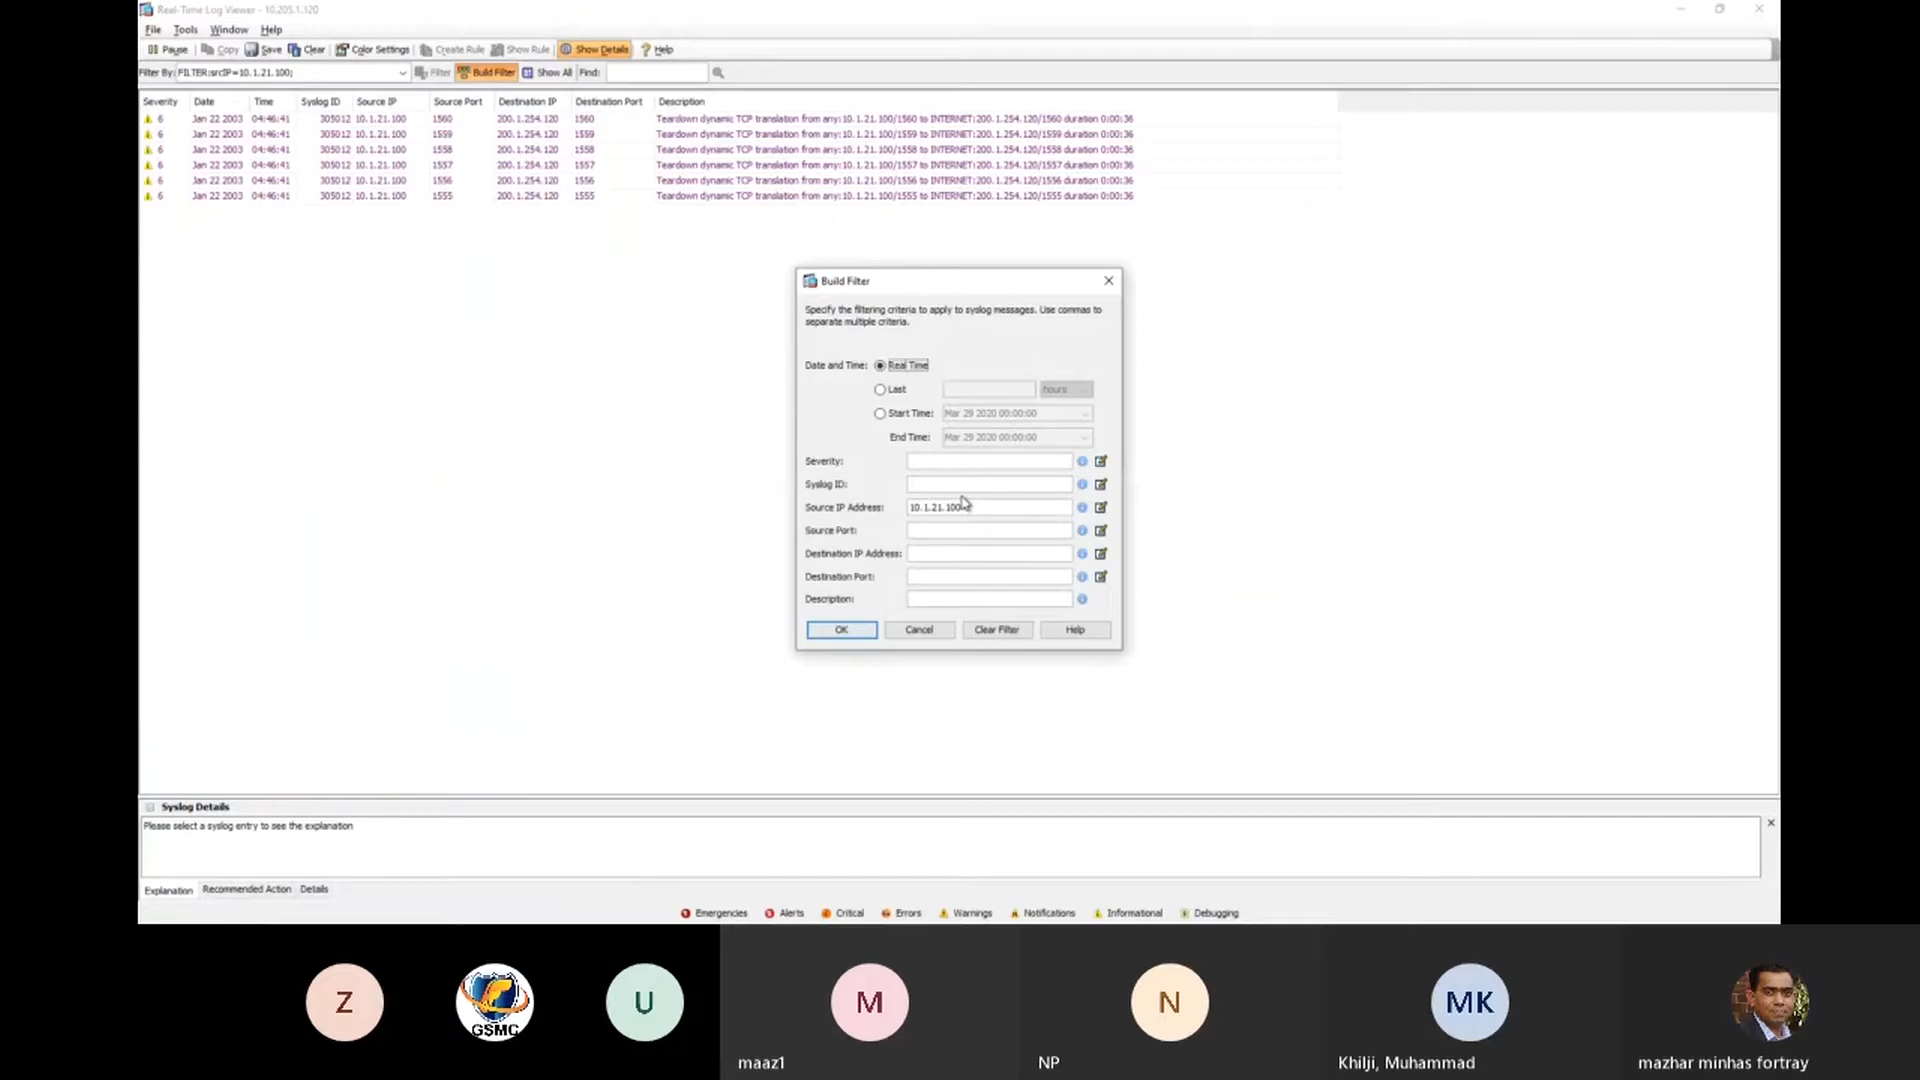 Real-Time Log Viewer - 10.205.1.120
File Tools Window Help
Pause Copy Save Clear Color Settings Create Rule Show Rule Show Details Help
Filter By: FILTER:srcIP=10.1.21.100; Filter Build Filter Show All Find:
Severity Date Time Syslog ID Source IP Source Port Destination IP Destination Port Description
6 Jan 22 2003 04:46:41 305012 10.1.21.100 1560 200.1.254.120 1560 Teardown dynamic TCP translation from any:10.1.21.100/1560 to INTERNET:200.1.254.120/1560 duration 0:00:36
6 Jan 22 2003 04:46:41 305012 10.1.21.100 1559 200.1.254.120 1559 Teardown dynamic TCP translation from any:10.1.21.100/1559 to INTERNET:200.1.254.120/1559 duration 0:00:36
6 Jan 22 2003 04:46:41 305012 10.1.21.100 1558 200.1.254.120 1558 Teardown dynamic TCP translation from any:10.1.21.100/1558 to INTERNET:200.1.254.120/1558 duration 0:00:36
6 Jan 22 2003 04:46:41 305012 10.1.21.100 1557 200.1.254.120 1557 Teardown dynamic TCP translation from any:10.1.21.100/1557 to INTERNET:200.1.254.120/1557 duration 0:00:36
6 Jan 22 2003 04:46:41 305012 10.1.21.100 1556 200.1.254.120 1556 Teardown dynamic TCP translation from any:10.1.21.100/1556 to INTERNET:200.1.254.120/1556 duration 0:00:36
6 Jan 22 2003 04:46:41 305012 10.1.21.100 1555 200.1.254.120 1555 Teardown dynamic TCP translation from any:10.1.21.100/1555 to INTERNET:200.1.254.120/1555 duration 0:00:36
Build Filter
Specify the filtering criteria to apply to syslog messages. Use commas to
separate multiple criteria.
Date and Time: Real Time
Last hours
Start Time: Mar 29 2020 00:00:00
End Time: Mar 29 2020 00:00:00
Severity:
Syslog ID:
Source IP Address: 10.1.21.100
Source Port:
Destination IP Address:
Destination Port:
Description:
OK Cancel Clear Filter Help
Syslog Details
Please select a syslog entry to see the explanation
Explanation Recommended Action Details
Emergencies Alerts Critical Errors Warnings Notifications Informational Debugging
Z GSMC U M N MK
maaz1 NP Khilji, Muhammad mazhar minhas fortray